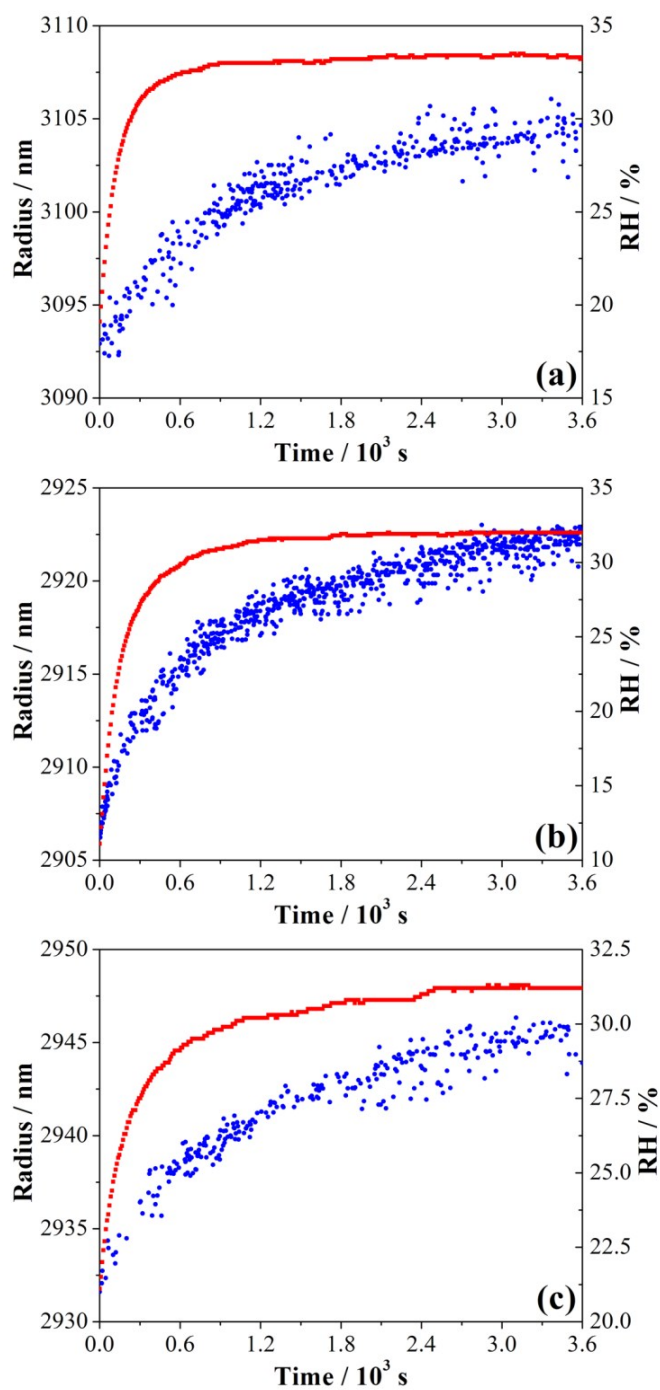 3110
3105
3100
3095
3090
Radius / nm
35
30
25
20
15
RH / %
(a)
0.0 0.6 1.2 1.8 2.4 3.0 3.6
Time / 10³ s
2925
2920
2915
2910
2905
Radius / nm
35
30
25
20
15
10
RH / %
(b)
0.0 0.6 1.2 1.8 2.4 3.0 3.6
Time / 10³ s
2950
2945
2940
2935
2930
Radius / nm
32.5
30.0
27.5
25.0
22.5
20.0
RH / %
(c)
0.0 0.6 1.2 1.8 2.4 3.0 3.6
Time / 10³ s